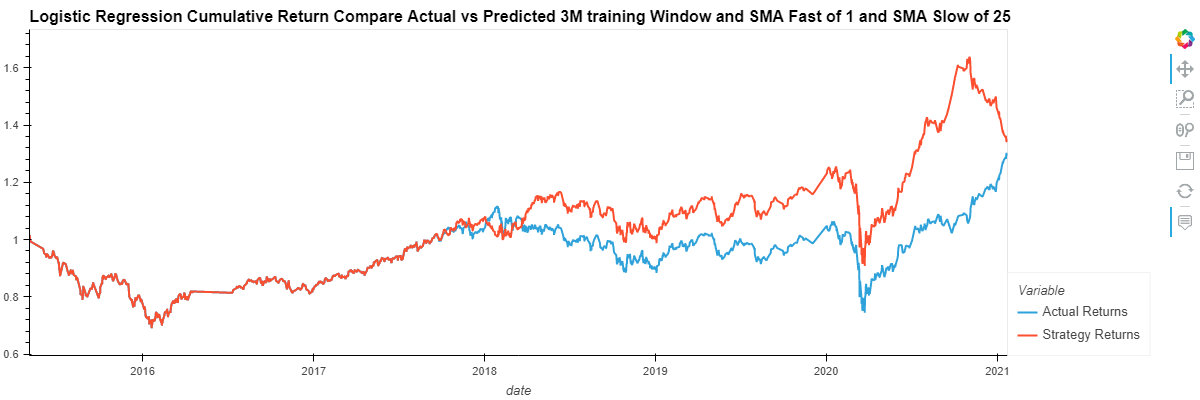 Logistic Regression Cumulative Return Compare Actual vs Predicted 3M training Window and SMA Fast of 1 and SMA Slow of 25
1.6
1.4
1.2
1
0.8
0.6
2016 2017 2018 2019 2020 2021
date
Variable
Actual Returns
Strategy Returns